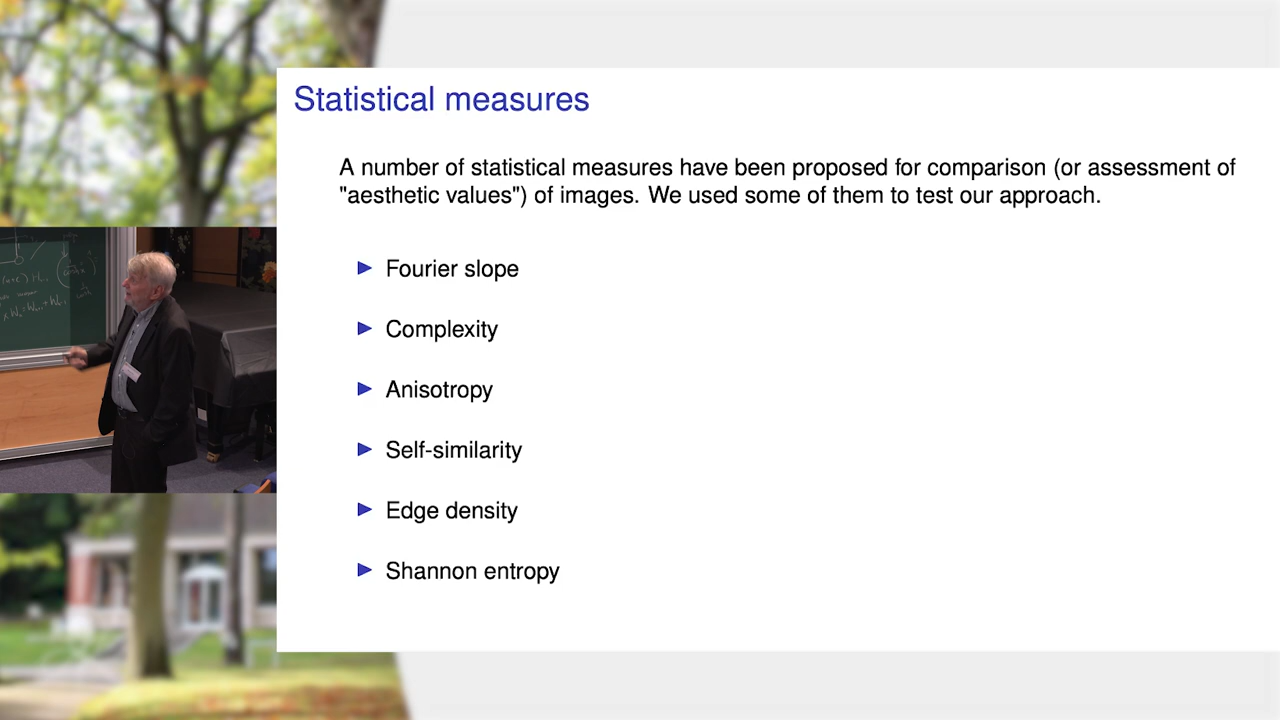 Statistical measures
A number of statistical measures have been proposed for comparison (or assessment of
"aesthetic values") of images. We used some of them to test our approach.
Fourier slope
Complexity
Anisotropy
Self-similarity
Edge density
Shannon entropy